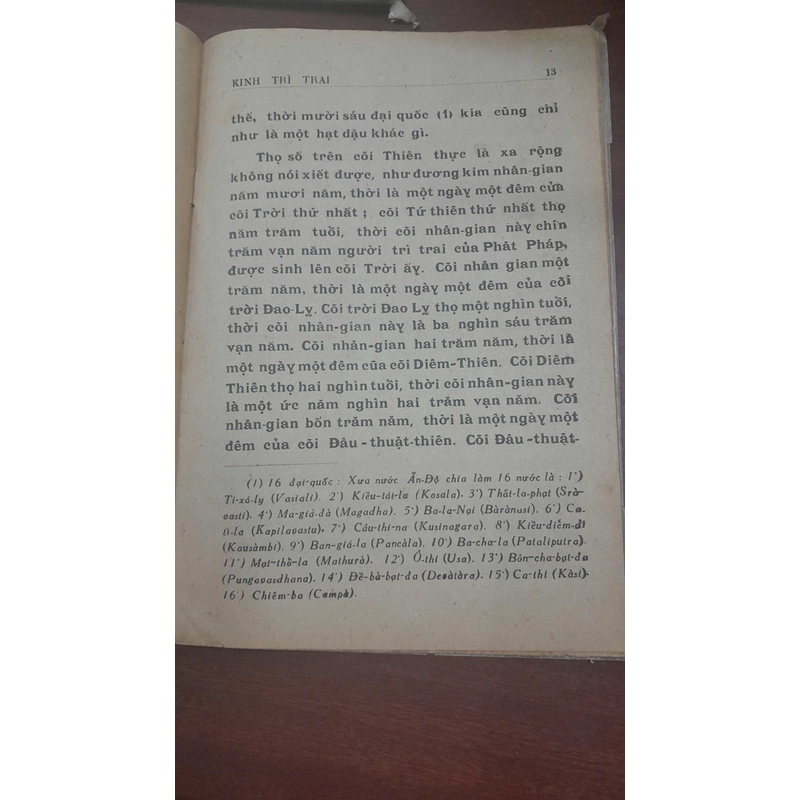 KINH TRÌ TRAI 13
thế, thời mười sáu đại quốc (1) kia cũng chỉ
như là một hạt đậu khác gì.
Thọ số trên cõi Thiên thực là xa rộng
không nói xiết được, như đương kim nhân-gian
năm mươi năm, thời là một ngày một đêm cửa
cõi Trời thứ nhất ; cõi Tứ thiên thứ nhất thọ
năm trăm tuổi, thời cõi nhân-gian này chín
trăm vạn năm người trì trai của Phât Pháp,
được sinh lên cõi Trời ấy. Cõi nhân gian một
trăm năm, thời là một ngày một đêm của cõi
trời Đao-Lỵ. Cõi trời Đao Lỵ thọ một nghìn tuổi,
thời cõi nhân-gian này là ba nghìn sáu trăm
vạn năm. Cõi nhân-gian hai trăm năm, thời là
một ngày một đêm của cõi Diêm-Thiên. Cõi Diêm
Thiên thọ hai nghìn tuổi, thời cõi nhân-gian này
là một ức năm nghìn hai trăm vạn năm. Cõi
nhân-gian bốn trăm năm, thời là một ngày một
đêm của cõi Đâu-thuật-thiên. Cõi Đâu-thuật-
(1) 16 đại-quốc : Xưa nước Ấn-Độ chia làm 16 nước là : 1°)
Tì-xá-ly (Vasiali). 2°) Kiều-tát-la (Kosala). 3°) Thất-la-phạt (Srà-
vasti). 4°) Ma-giá-đà (Magadha). 5°) Ba-la-Nại (Bàrànusi). 6°) Ca-
tì-la (Kapilavastu). 7°) Câu-thi-na (Kusinagara). 8°) Kiều-diễm-di
(Kausàmbi). 9°) Ban-giá-la (Pancàla). 10°) Ba-cha-la (Pataliputra).
11°) Mạt-thỗ-la (Mathurà). 12°) Ô-thi (Usa). 13°) Bôn-cha-bạt-đa
(Pungavasdhana). 14°) Đề-bà-bạt-đa (Devàtàra). 15°) Ca-thi (Kàsi).
16°) Chiêm-ba (Campà).